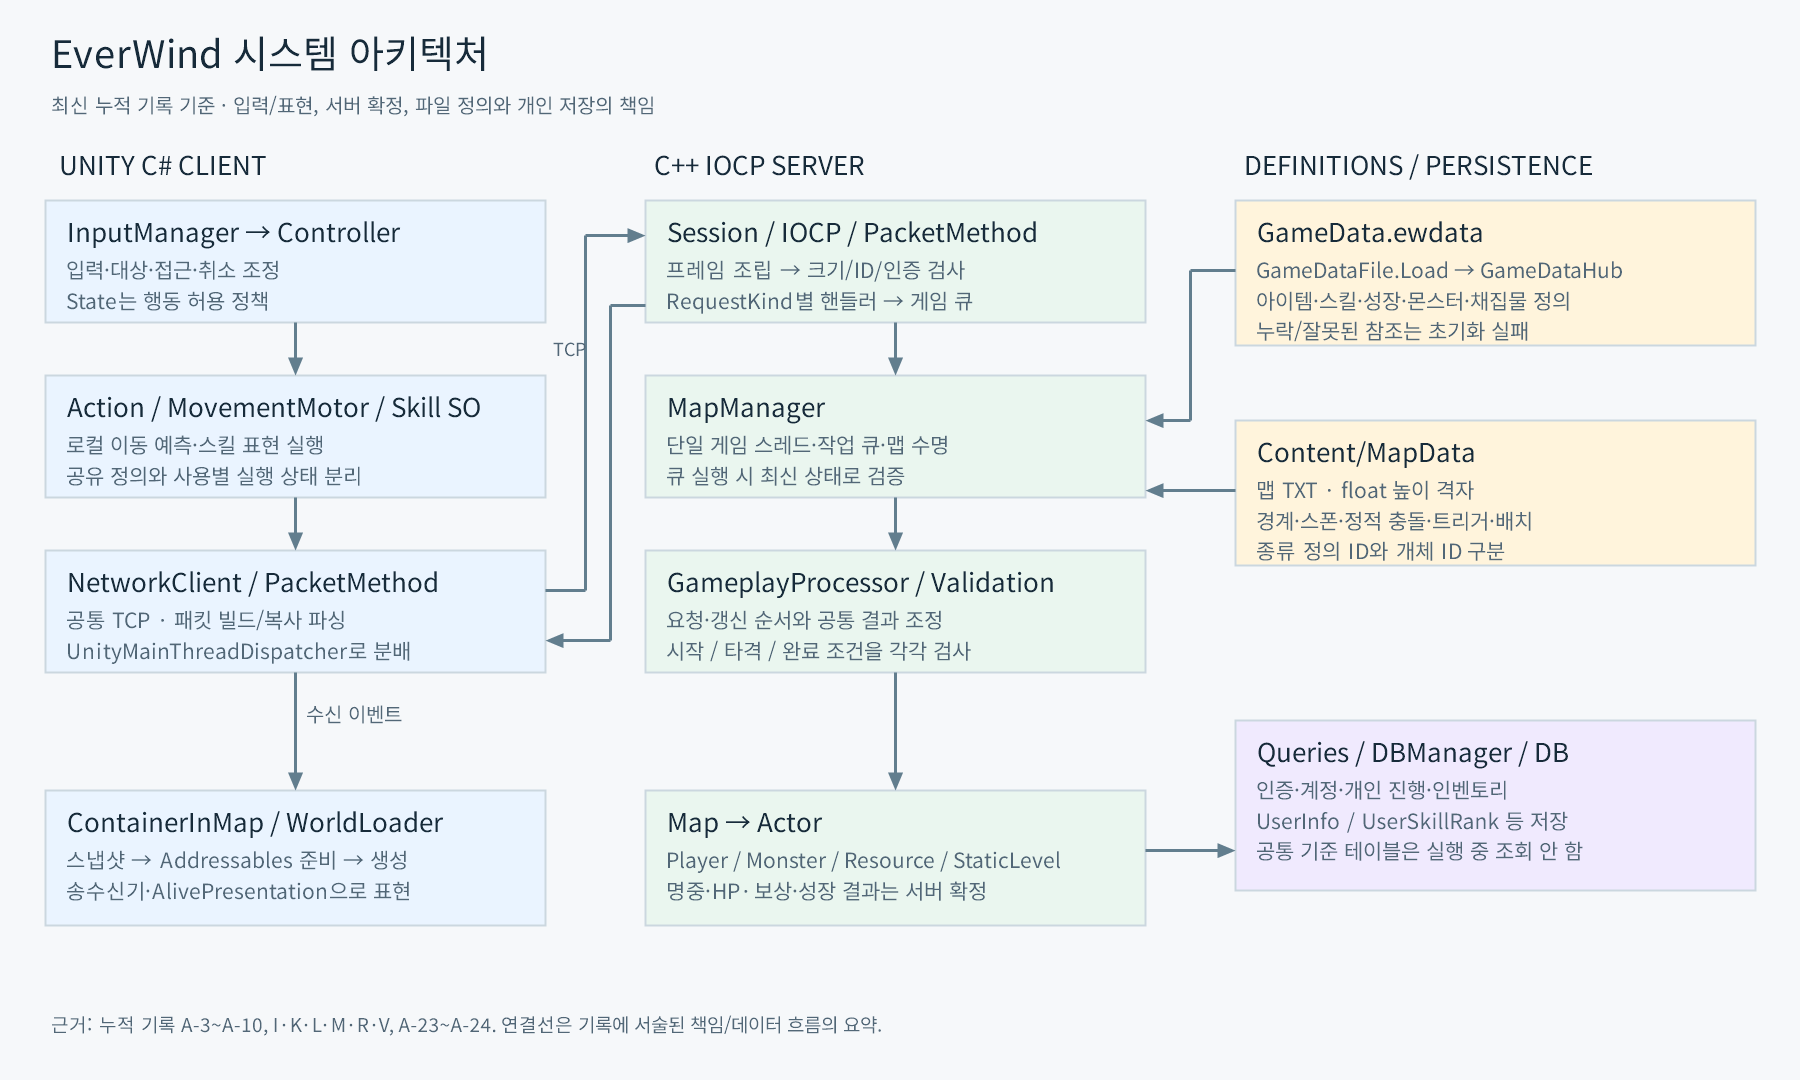 EverWind 시스템 아키텍처
최신 누적 기록 기준 · 입력/표현, 서버 확정, 파일 정의와 개인 저장의 책임
UNITY C# CLIENT
InputManager → Controller
입력·대상·접근·취소 조정
State는 행동 허용 정책
Action / MovementMotor / Skill SO
로컬 이동 예측·스킬 표현 실행
공유 정의와 사용별 실행 상태 분리
NetworkClient / PacketMethod
공통 TCP · 패킷 빌드/복사 파싱
UnityMainThreadDispatcher로 분배
수신 이벤트
ContainerInMap / WorldLoader
스냅샷 → Addressables 준비 → 생성
송수신기·AlivePresentation으로 표현
TCP
C++ IOCP SERVER
Session / IOCP / PacketMethod
프레임 조립 → 크기/ID/인증 검사
RequestKind별 핸들러 → 게임 큐
MapManager
단일 게임 스레드·작업 큐·맵 수명
큐 실행 시 최신 상태로 검증
GameplayProcessor / Validation
요청·갱신 순서와 공통 결과 조정
시작 / 타격 / 완료 조건을 각각 검사
Map → Actor
Player / Monster / Resource / StaticLevel
명중·HP· 보상·성장 결과는 서버 확정
DEFINITIONS / PERSISTENCE
GameData.ewdata
GameDataFile.Load → GameDataHub
아이템·스킬·성장·몬스터·채집물 정의
누락/잘못된 참조는 초기화 실패
Content/MapData
맵 TXT · float 높이 격자
경계·스폰·정적 충돌·트리거·배치
종류 정의 ID와 개체 ID 구분
Queries / DBManager / DB
인증·계정·개인 진행·인벤토리
UserInfo / UserSkillRank 등 저장
공통 기준 테이블은 실행 중 조회 안 함
근거: 누적 기록 A-3~A-10, I·K·L·M·R·V, A-23~A-24. 연결선은 기록에 서술된 책임/데이터 흐름의 요약.